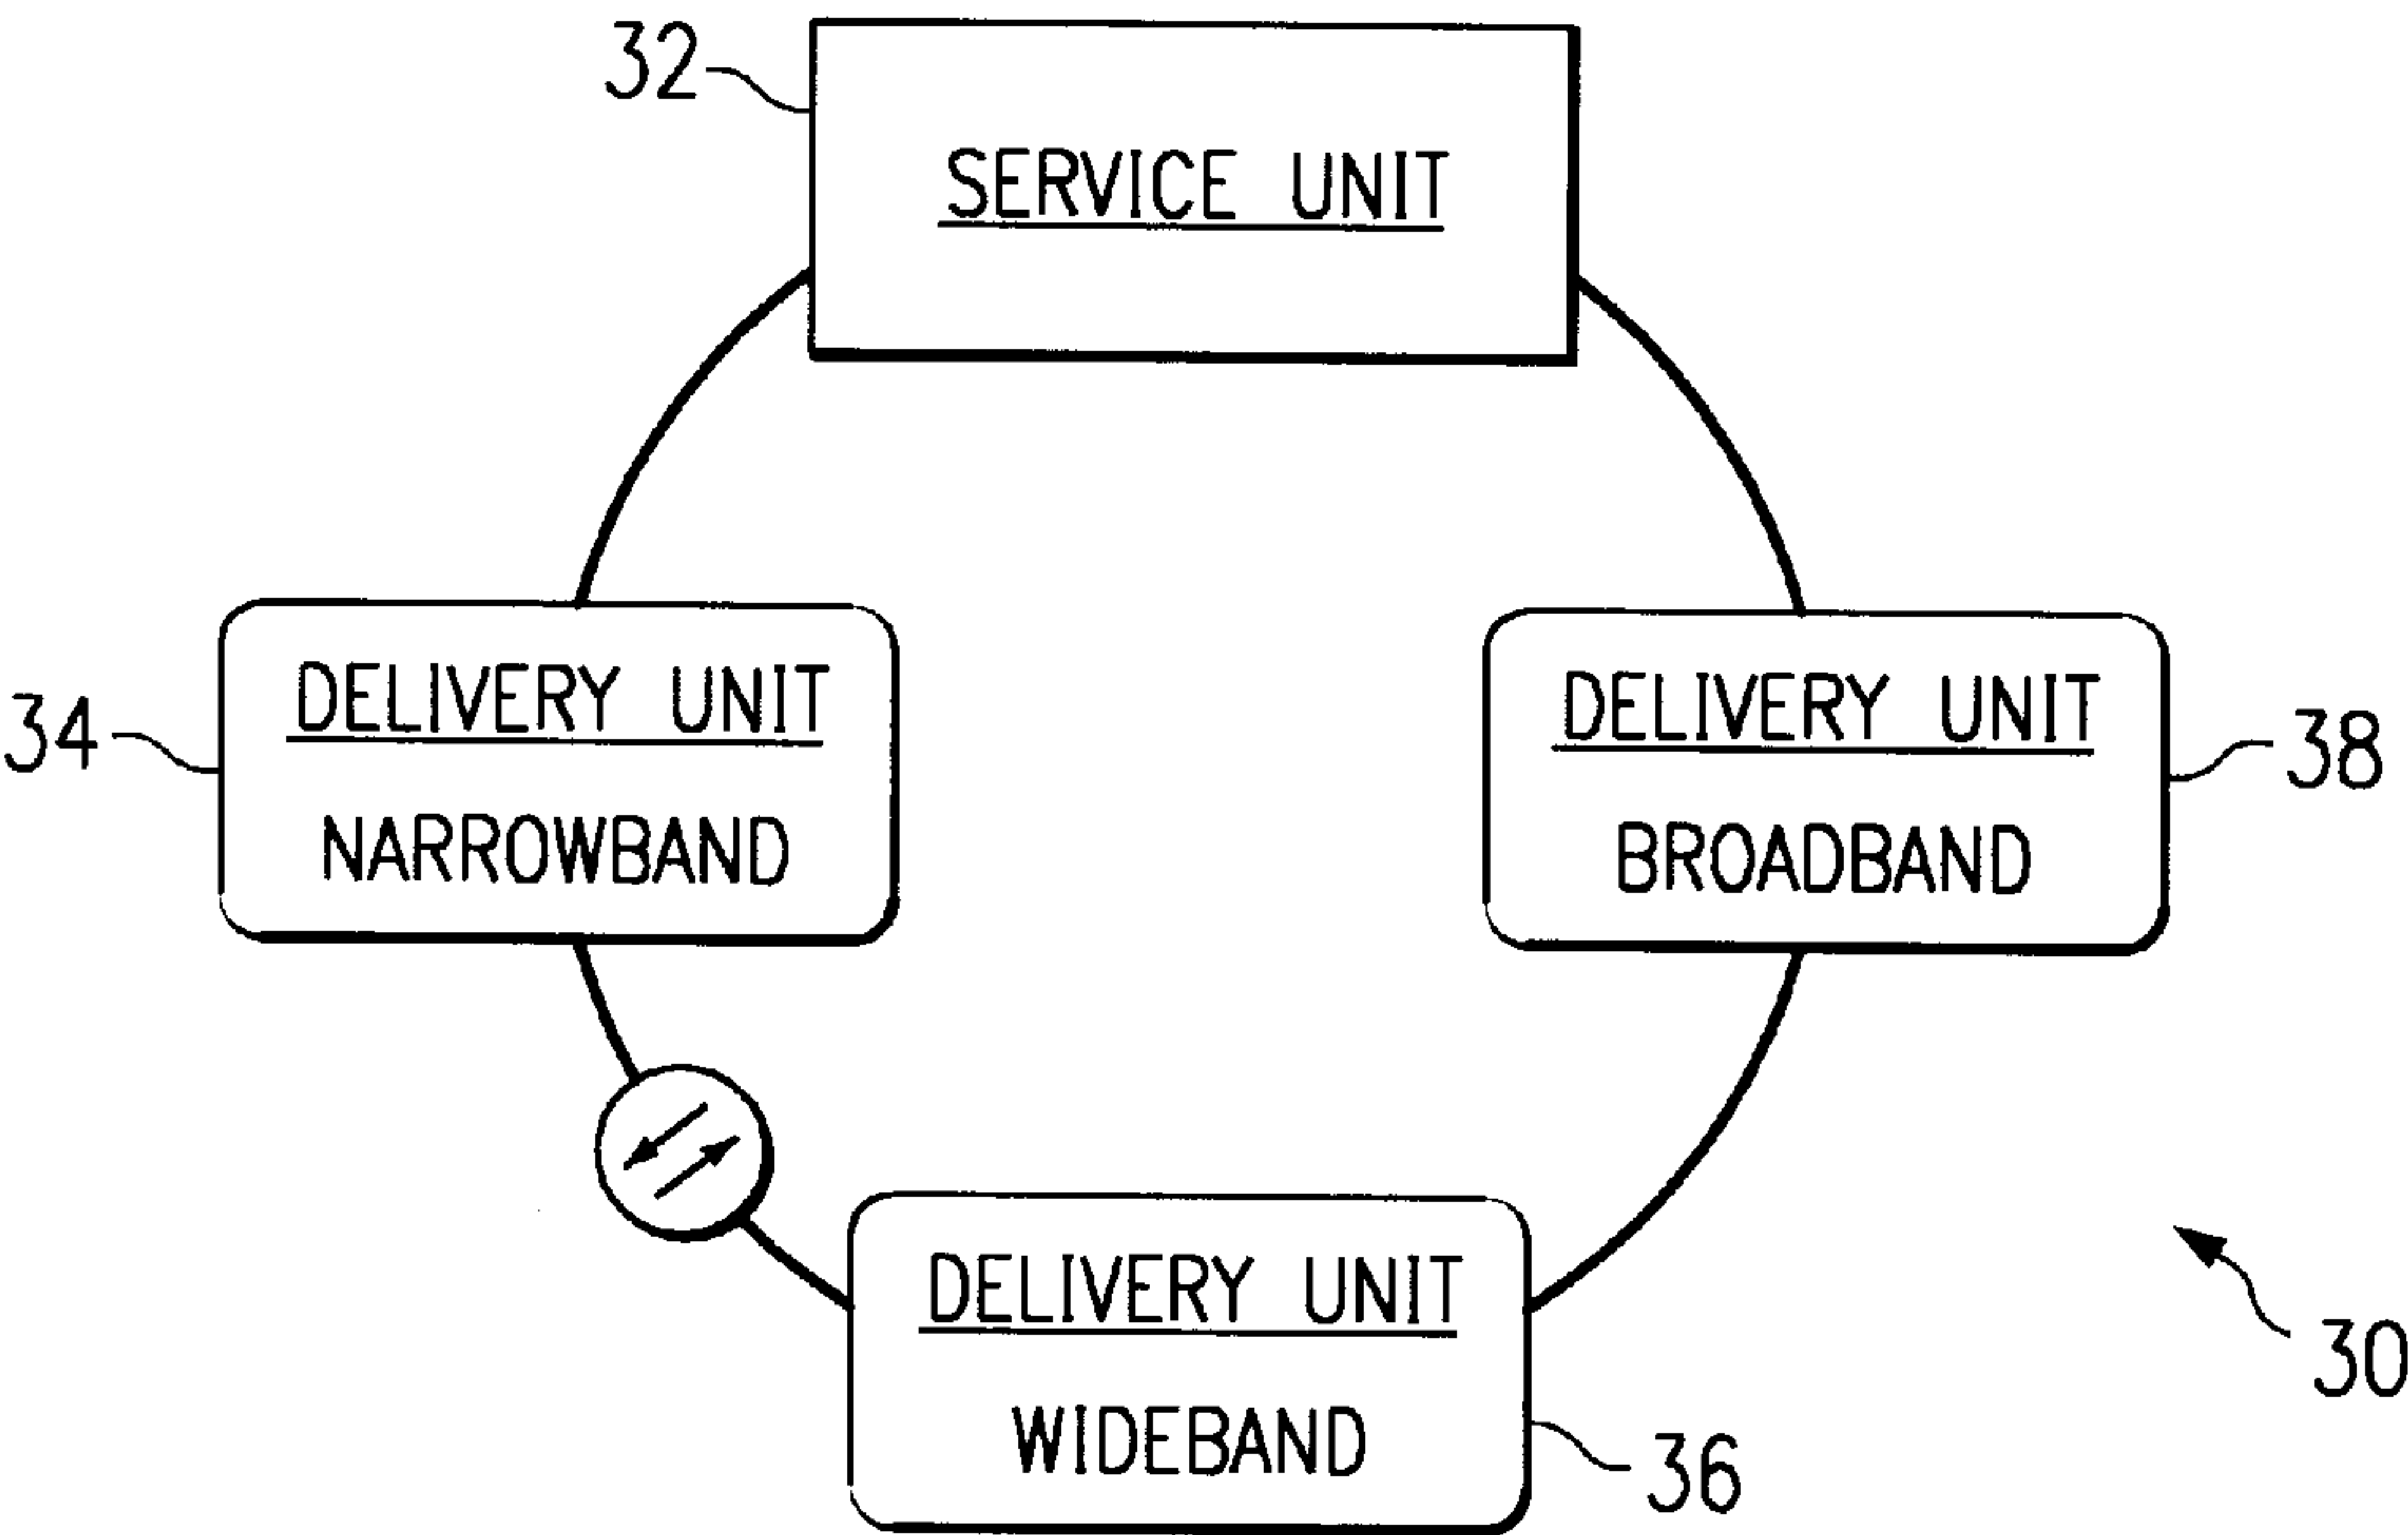 32
SERVICE UNIT
34
DELIVERY UNIT
NARROWBAND
DELIVERY UNIT
BROADBAND
38
DELIVERY UNIT
WIDEBAND
36
30